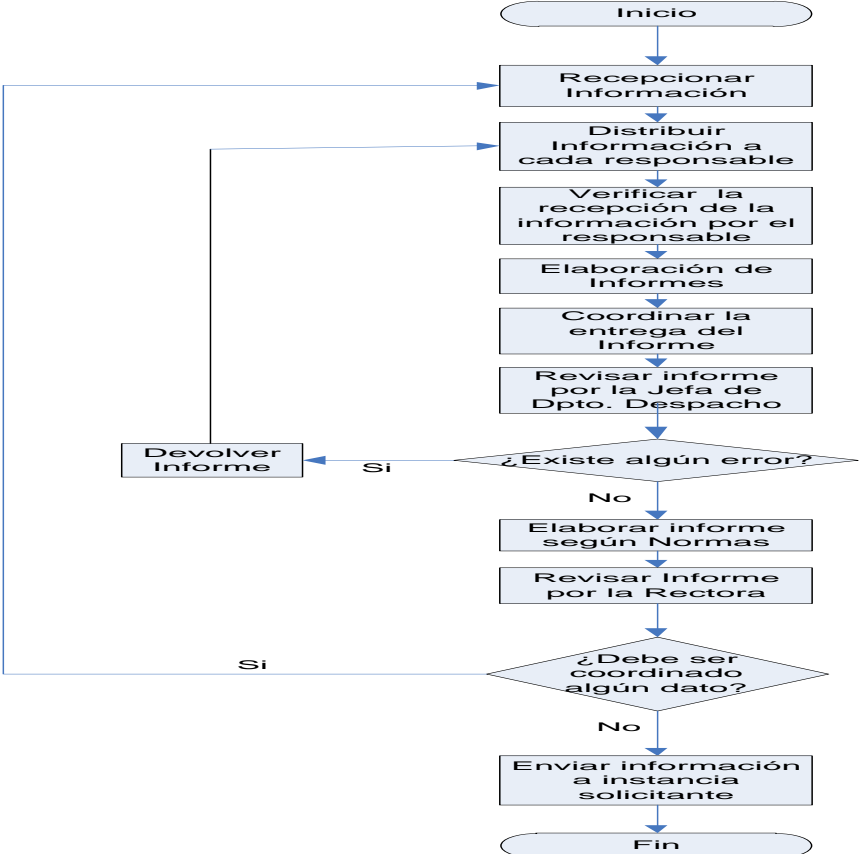 Inicio
Recepcionar
Información
Distribuir
Información a
cada responsable
Verificar la
recepción de la
información por el
responsable
Elaboración de
Informes
Coordinar la
entrega del
Informe
Revisar informe
por la Jefa de
Dpto. Despacho
¿Existe algún error?
Si
Devolver
Informe
No
Elaborar informe
según Normas
Revisar Informe
por la Rectora
¿Debe ser
coordinado
algún dato?
Si
No
Enviar información
a instancia
solicitante
Fin